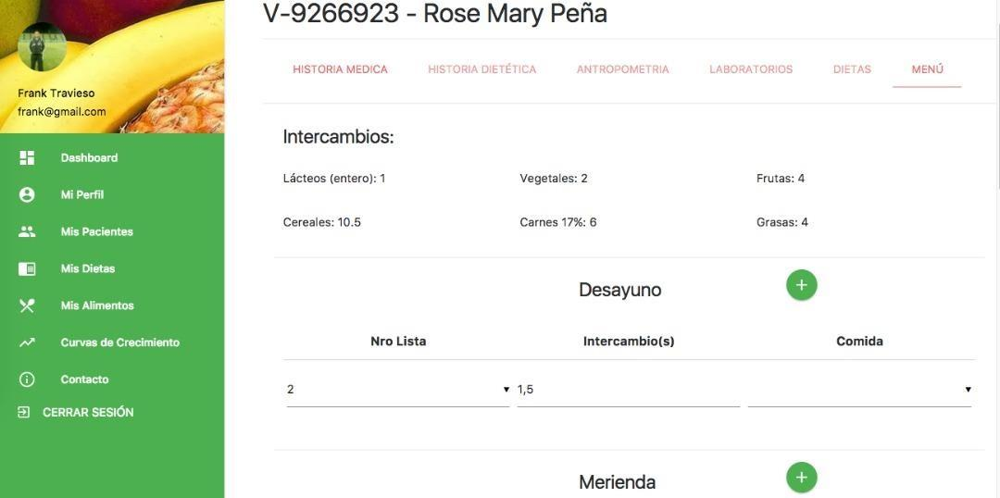 Frank Travieso
frank@gmail.com
Dashboard
Mi Perfil
Mis Pacientes
Mis Dietas
Mis Alimentos
Curvas de Crecimiento
Contacto
CERRAR SESIÓN
V-9266923 - Rose Mary Peña
HISTORIA MEDICA HISTORIA DIETÉTICA ANTROPOMETRIA LABORATORIOS DIETAS MENÚ
Intercambios:
Lácteos (entero): 1 Vegetales: 2 Frutas: 4
Cereales: 10.5 Carnes 17%: 6 Grasas: 4
Desayuno
Nro Lista Intercambio(s) Comida
2 1,5
Merienda